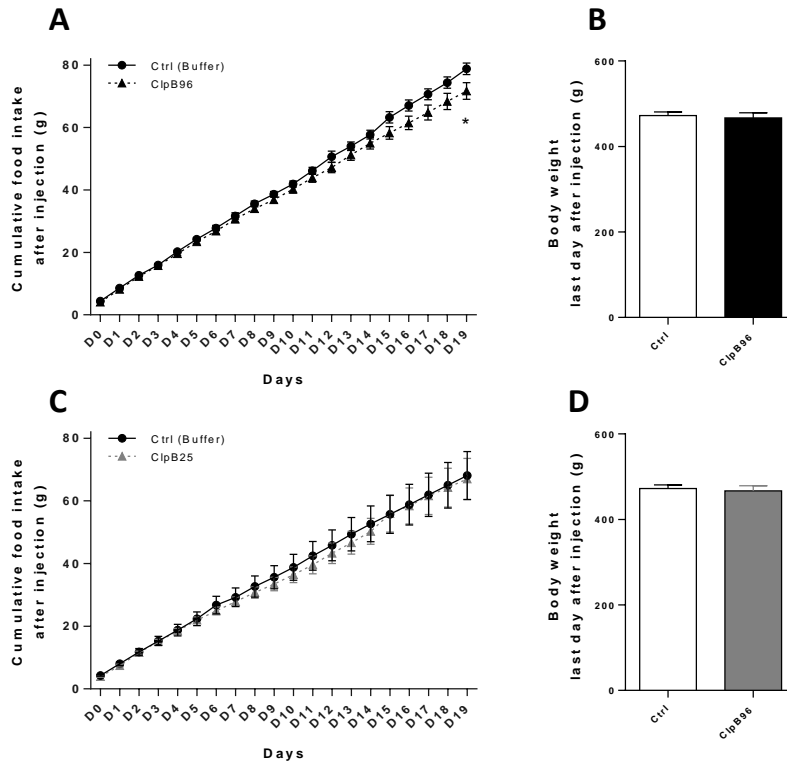 A
Ctrl (Buffer)
ClpB96
Cumulative food intake
after injection (g)
80
60
40
20
0
D0
D1
D2
D3
D4
D5
D6
D7
D8
D9
D10
D11
D12
D13
D14
D15
D16
D17
D18
D19
*
Days
B
Body weight
last day after injection (g)
600
400
200
0
Ctrl
ClpB96
C
Ctrl (Buffer)
ClpB25
Cumulative food intake
after injection (g)
80
60
40
20
0
D0
D1
D2
D3
D4
D5
D6
D7
D8
D9
D10
D11
D12
D13
D14
D15
D16
D17
D18
D19
Days
D
Body weight
last day after injection (g)
600
400
200
0
Ctrl
ClpB96